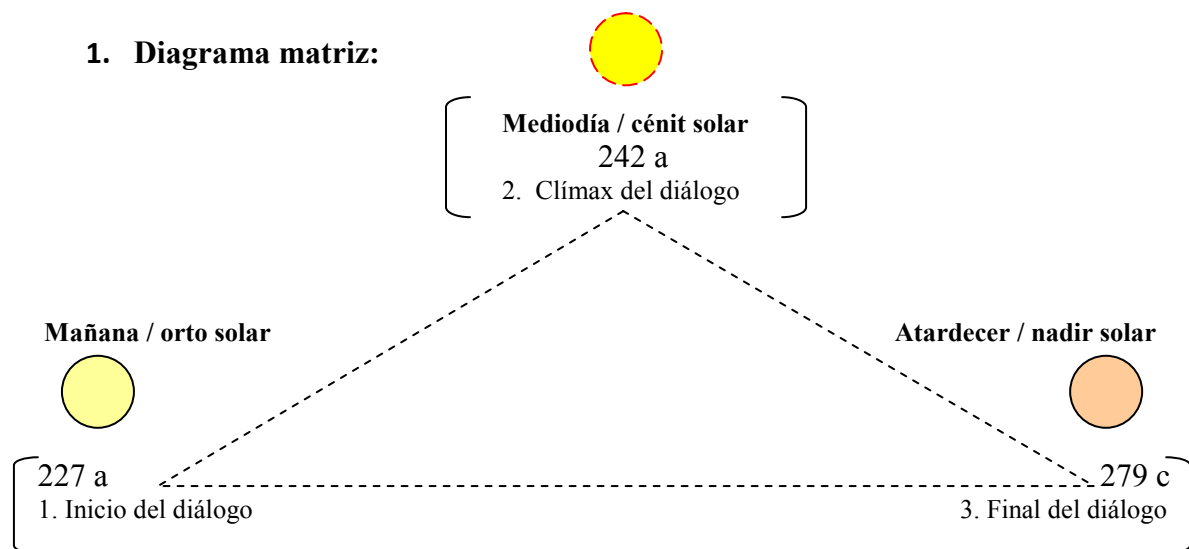 1. Diagrama matriz:
Mediodía / cénit solar
242 a
2. Clímax del diálogo
Mañana / orto solar
Atardecer / nadir solar
227 a
279 c
1. Inicio del diálogo
3. Final del diálogo